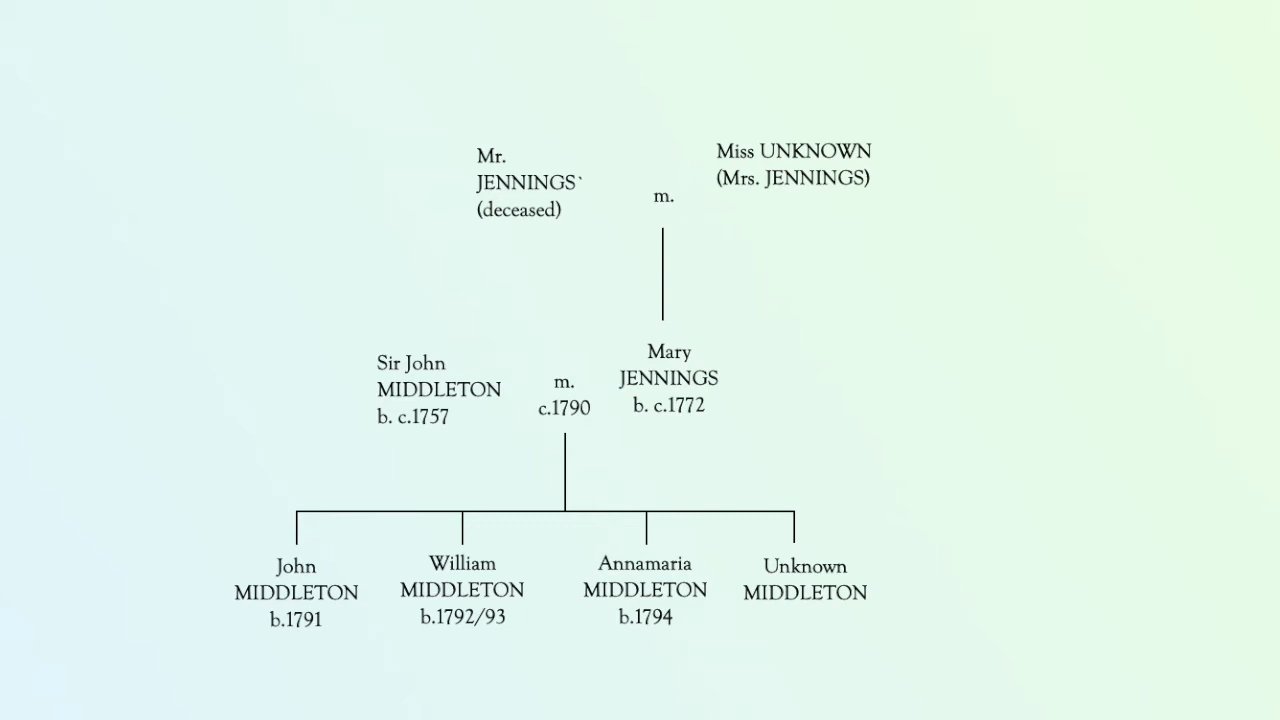 Mr.
JENNINGS`
(deceased)
m.
Miss UNKNOWN
(Mrs. JENNINGS)
Sir John
MIDDLETON
b. c.1757
m.
c.1790
Mary
JENNINGS
b. c.1772
John
MIDDLETON
b.1791
William
MIDDLETON
b.1792/93
Annamaria
MIDDLETON
b.1794
Unknown
MIDDLETON